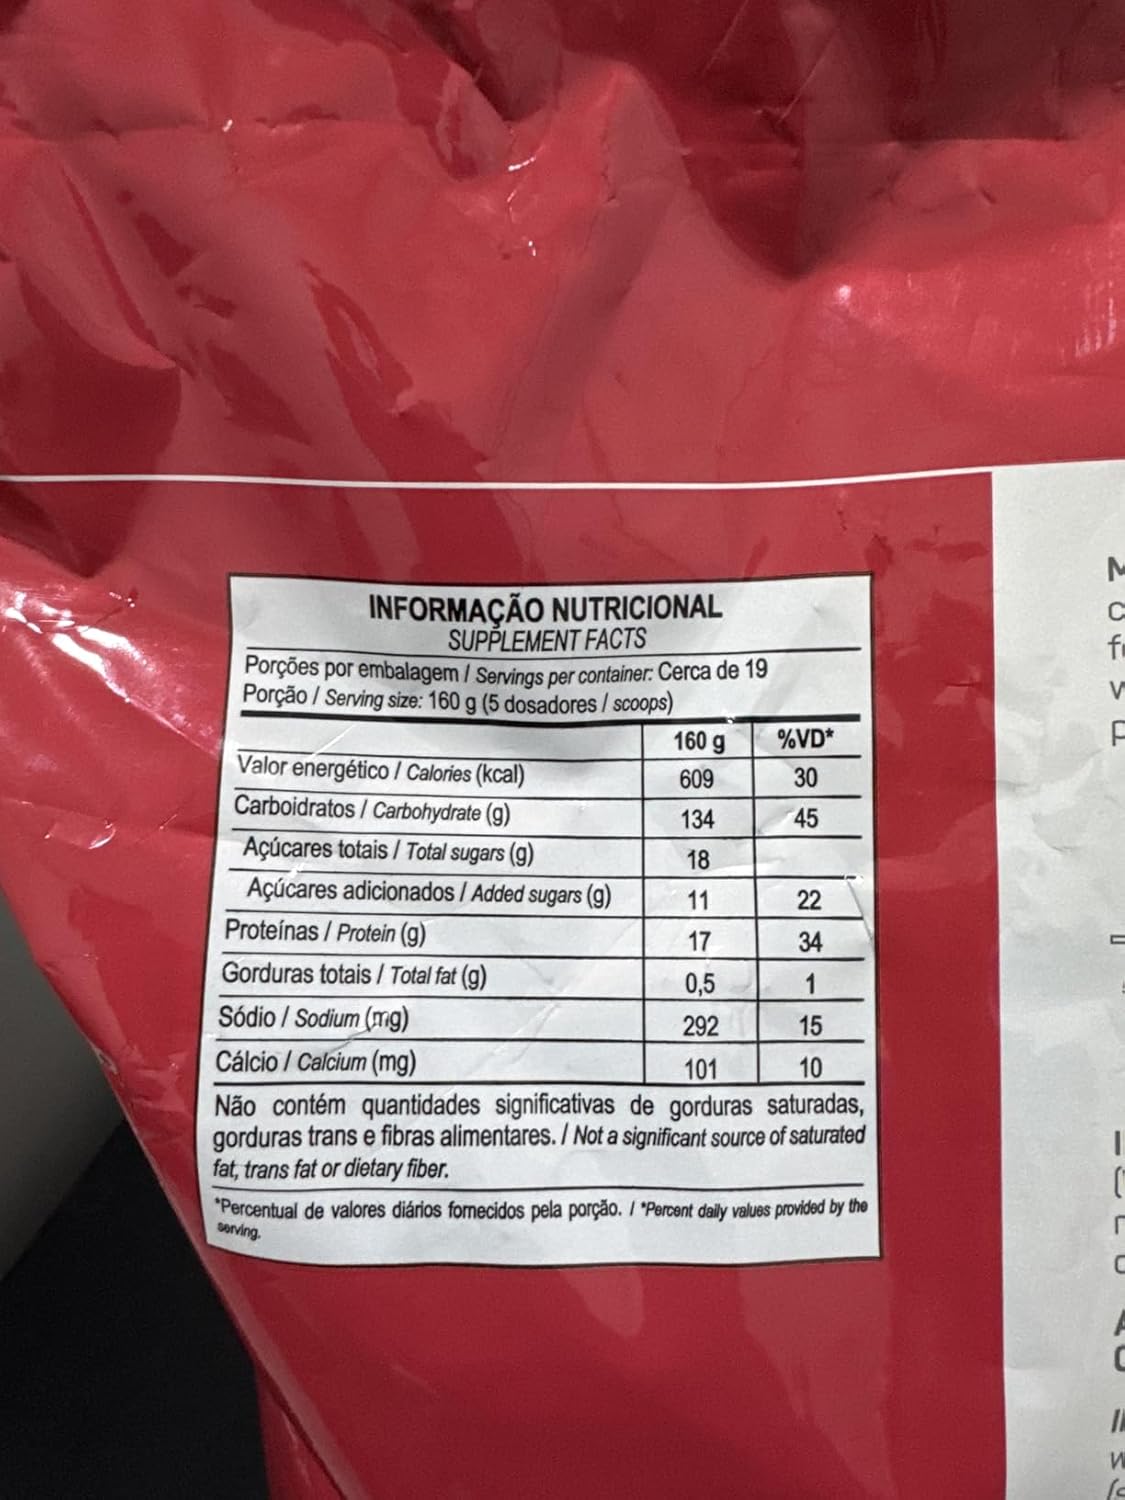 INFORMAÇÃO NUTRICIONAL
SUPPLEMENT FACTS
Porções por embalagem / Servings per container: Cerca de 19
Porção / Serving size: 160 g (5 dosadores / scoops)
160 g %VD*
Valor energético / Calories (kcal) 609 30
Carboidratos / Carbohydrate (g) 134 45
Açúcares totais / Total sugars (g) 18
Açúcares adicionados / Added sugars (g) 11 22
Proteínas / Protein (g) 17 34
Gorduras totais / Total fat (g) 0,5 1
Sódio / Sodium (mg) 292 15
Cálcio / Calcium (mg) 101 10
Não contém quantidades significativas de gorduras saturadas,
gorduras trans e fibras alimentares. / Not a significant source of saturated
fat, trans fat or dietary fiber.
*Percentual de valores diários fornecidos pela porção. / *Percent daily values provided by the
serving.